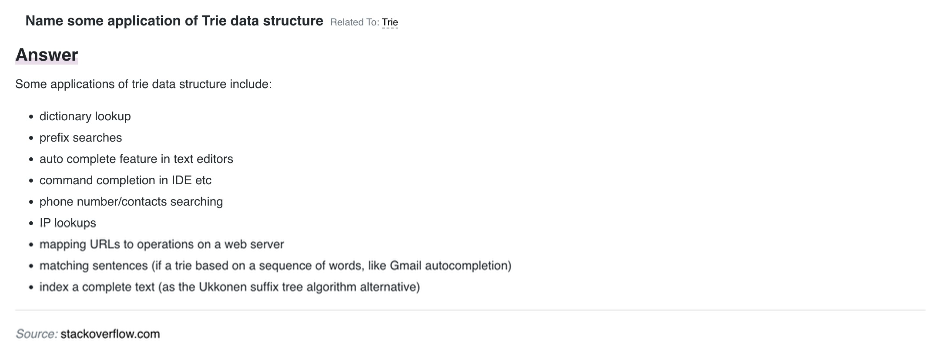 Name some application of Trie data structure Related To: Trie
Answer
Some applications of trie data structure include:
• dictionary lookup
• prefix searches
• auto complete feature in text editors
• command completion in IDE etc
• phone number/contacts searching
• IP lookups
• mapping URLs to operations on a web server
• matching sentences (if a trie based on a sequence of words, like Gmail autocompletion)
• index a complete text (as the Ukkonen suffix tree algorithm alternative)
Source: stackoverflow.com